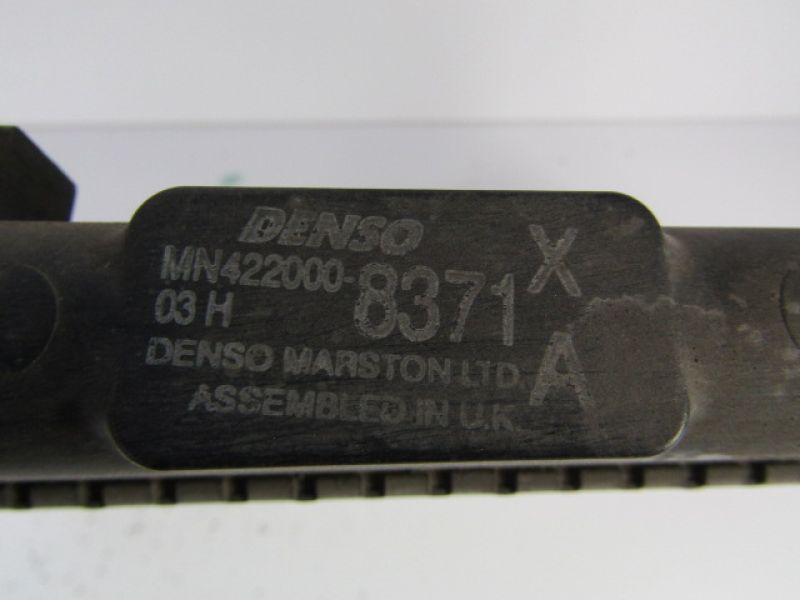 DENSO
MN422000-8371 X
03 H
DENSO MARSTON LTD. A
ASSEMBLED IN U.K.